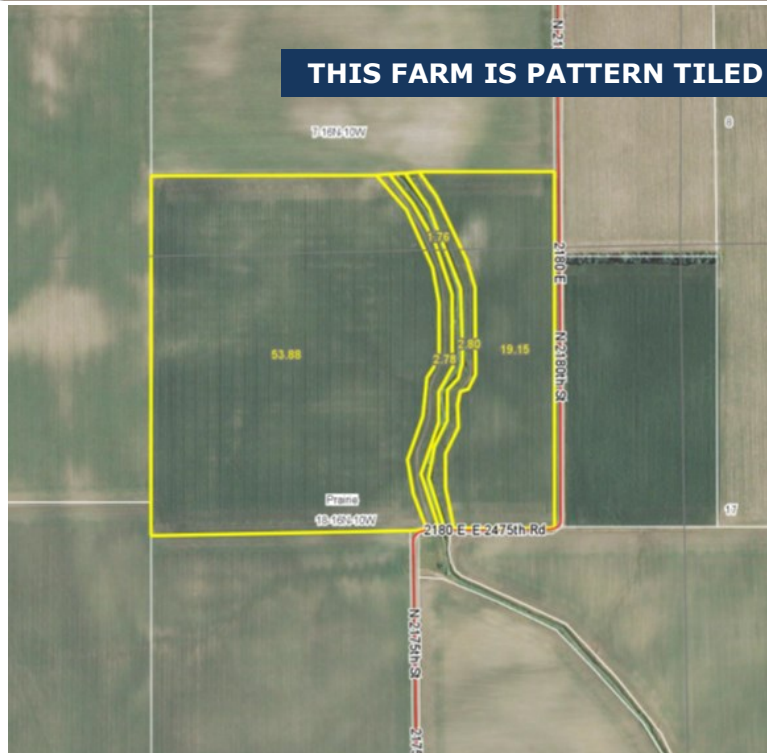 THIS FARM IS PATTERN TILED
7-16N-10W
8
1.76
2180 E
53.88
2.78
2.80
19.15
N-2180th St
Prairie
18-16N-10W
17
2180 E E 2475th Rd
N-2175th-St